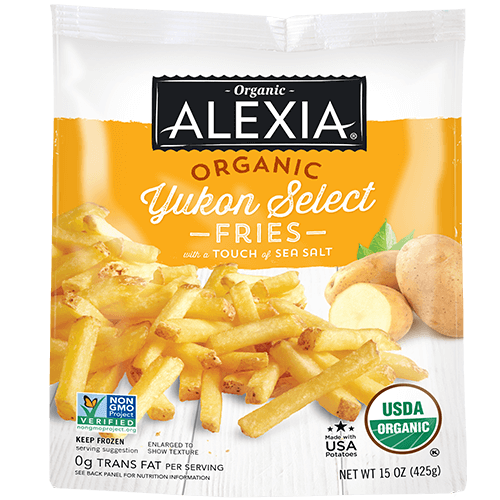 - Organic -
ALEXIA®
ORGANIC
Yukon Select
FRIES
with a TOUCH of SEA SALT
NON
GMO
Project
VERIFIED
nongmoproject.org
KEEP FROZEN
serving suggestion
ENLARGED TO
SHOW TEXTURE
0g TRANS FAT PER SERVING
SEE BACK PANEL FOR NUTRITION INFORMATION
Made with
USA
Potatoes
USDA
ORGANIC
K
NET WT 15 OZ (425g)